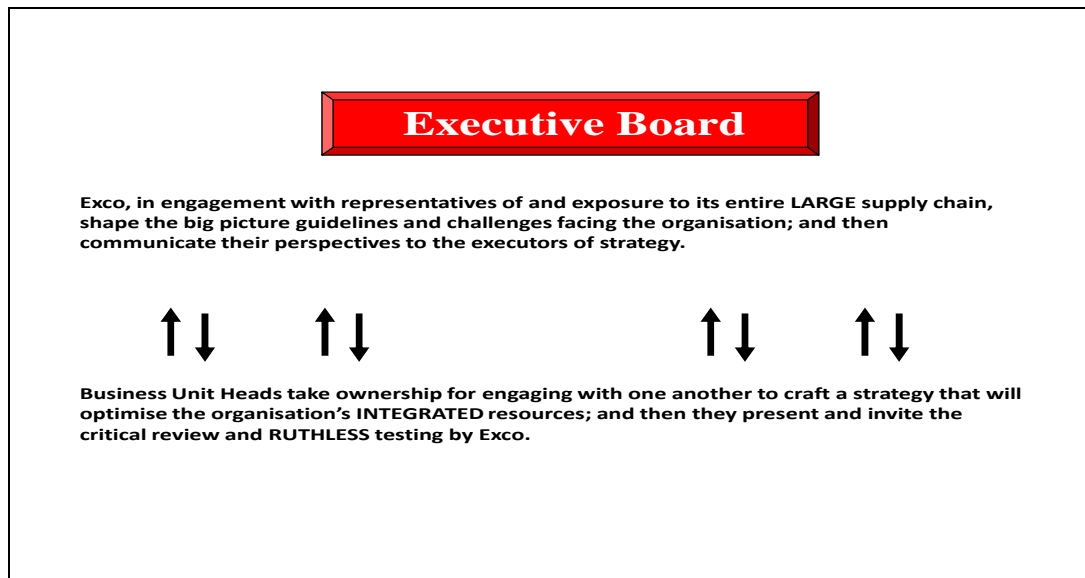 Executive Board
Exco, in engagement with representatives of and exposure to its entire LARGE supply chain,
shape the big picture guidelines and challenges facing the organisation; and then
communicate their perspectives to the executors of strategy.
Business Unit Heads take ownership for engaging with one another to craft a strategy that will
optimise the organisation’s INTEGRATED resources; and then they present and invite the
critical review and RUTHLESS testing by Exco.